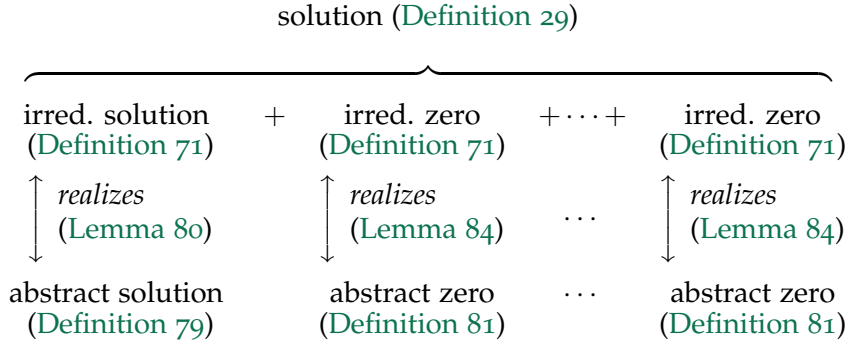 solution (Definition 29)
irred. solution + irred. zero + · · · + irred. zero
(Definition 71) (Definition 71) (Definition 71)
realizes realizes realizes
(Lemma 80) (Lemma 84) · · · (Lemma 84)
abstract solution abstract zero · · · abstract zero
(Definition 79) (Definition 81) (Definition 81)